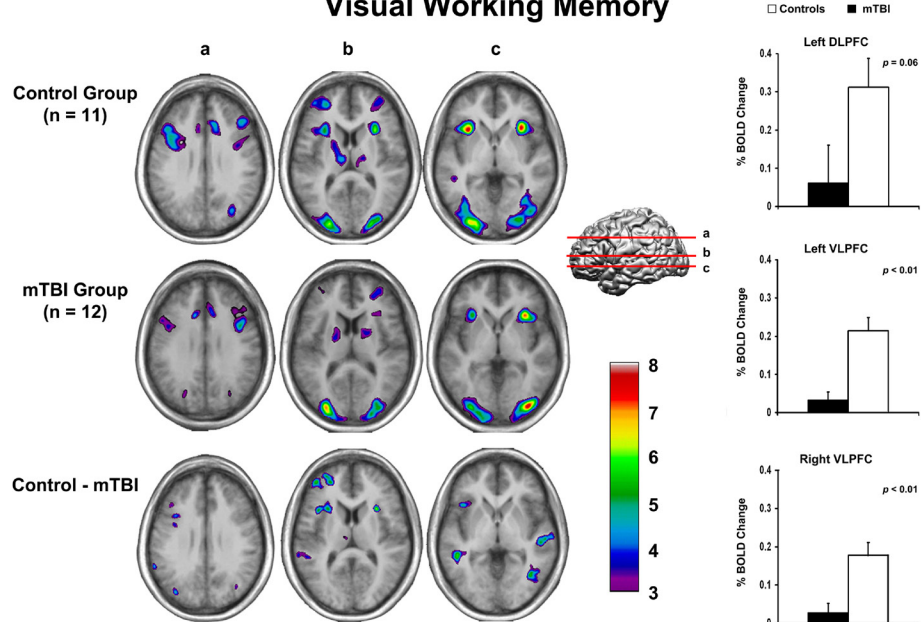 Visual Working Memory
Controls mTBI
a b c
Control Group
(n = 11)
mTBI Group
(n = 12)
Control - mTBI
a
b
c
8
7
6
5
4
3
Left DLPFC
p = 0.06
% BOLD Change
0.4
0.3
0.2
0.1
0
Left VLPFC
p < 0.01
% BOLD Change
0.4
0.3
0.2
0.1
0
Right VLPFC
p < 0.01
% BOLD Change
0.4
0.3
0.2
0.1
0